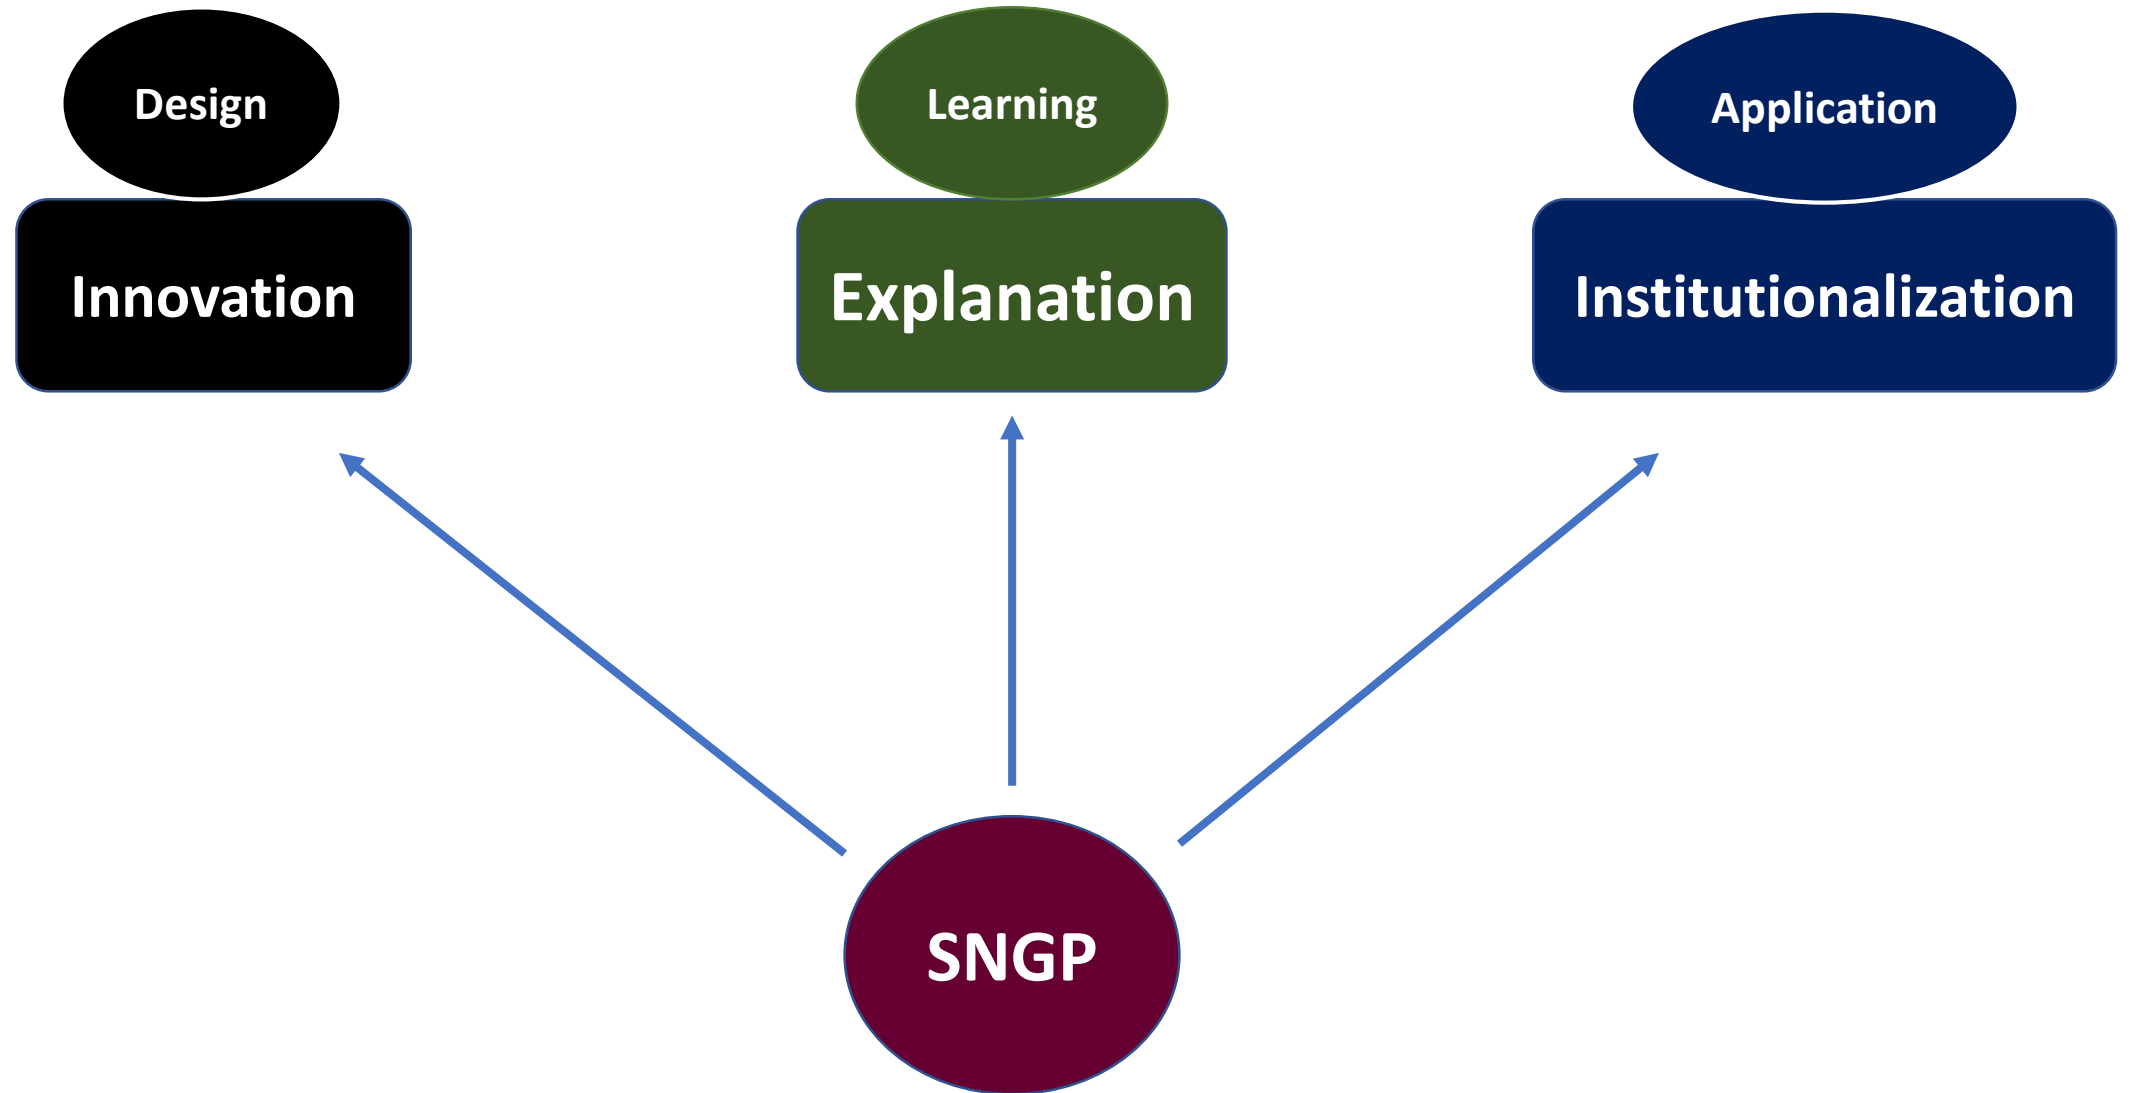 Design
Innovation
Learning
Explanation
Application
Institutionalization
SNGP